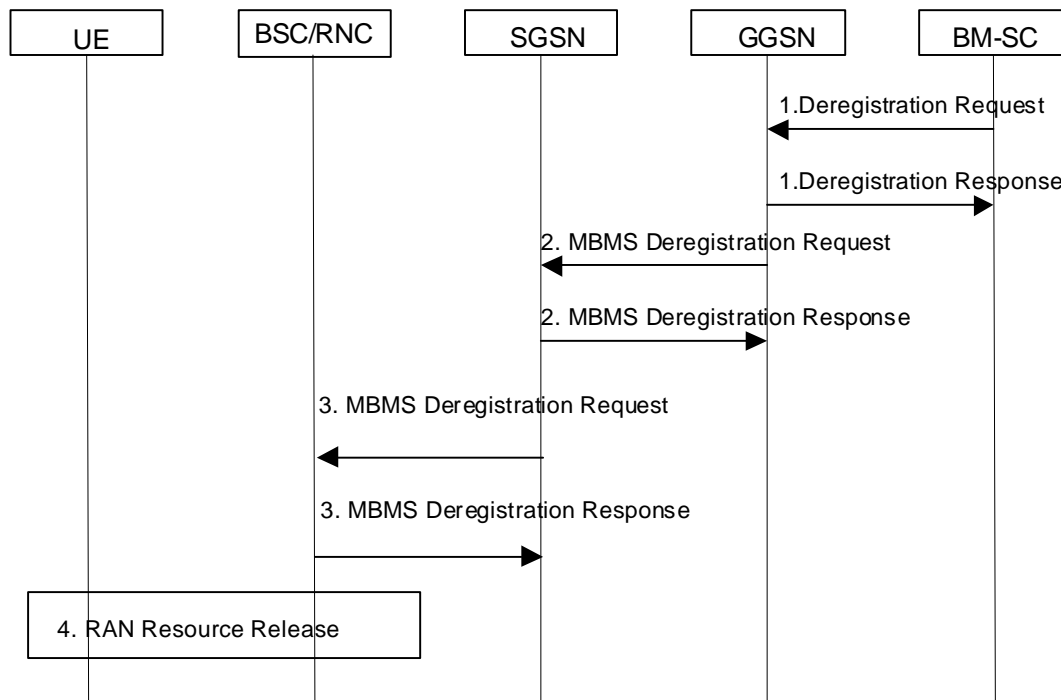 UE
BSC/RNC
SGSN
GGSN
BM-SC
1.Deregistration Request
1.Deregistration Response
2. MBMS Deregistration Request
2. MBMS Deregistration Response
3. MBMS Deregistration Request
3. MBMS Deregistration Response
4. RAN Resource Release